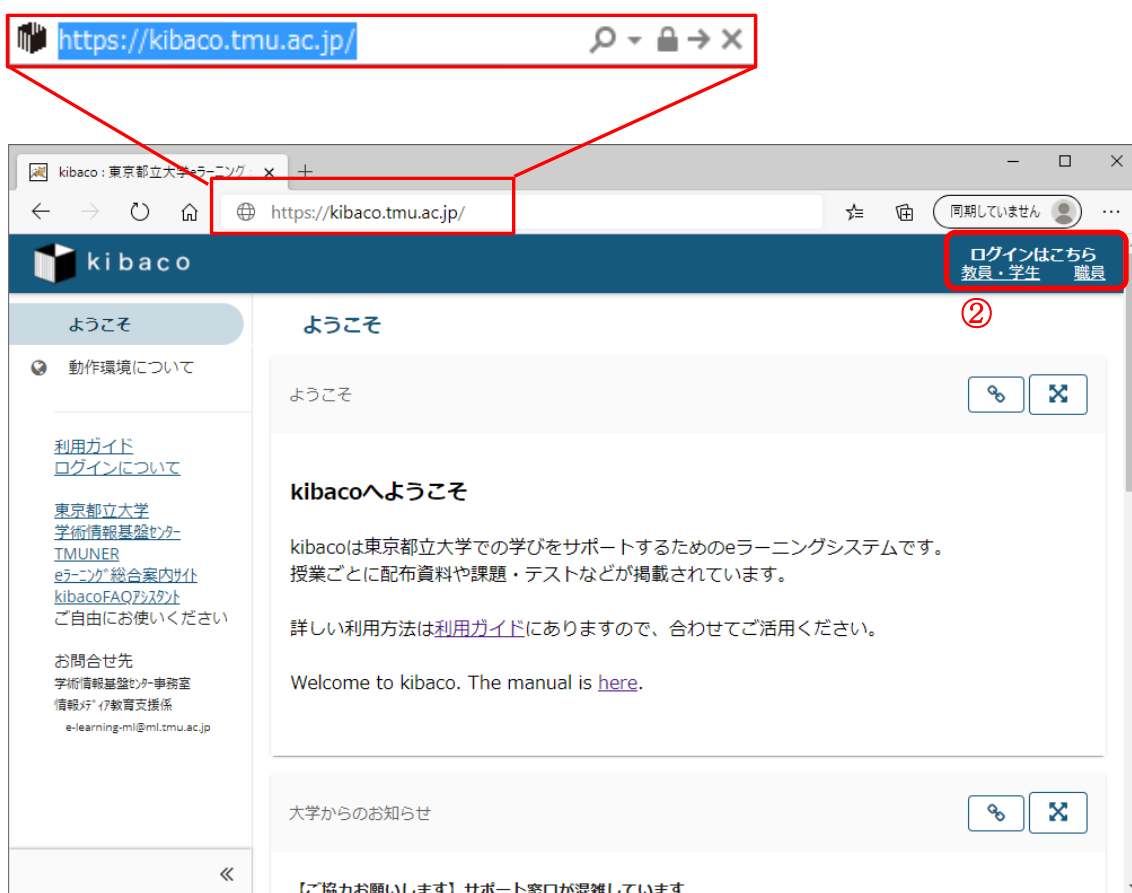 https://kibaco.tmu.ac.jp/
kibaco : 東京都立大学eラーニング
https://kibaco.tmu.ac.jp/
同期していません
kibaco
ログインはこちら
教員・学生 職員
②
ようこそ
動作環境について
利用ガイド
ログインについて
東京都立大学
学術情報基盤ｾﾝﾀｰ
TMUNER
eﾗｰﾆﾝｸﾞ総合案内ｻｲﾄ
kibacoFAQｱｼｽﾀﾝﾄ
ご自由にお使いください
お問合せ先
学術情報基盤ｾﾝﾀｰ事務室
情報ﾒﾃﾞｨｱ教育支援係
e-learning-ml@ml.tmu.ac.jp
ようこそ
ようこそ
kibacoへようこそ
kibacoは東京都立大学での学びをサポートするためのeラーニングシステムです。
授業ごとに配布資料や課題・テストなどが掲載されています。
詳しい利用方法は利用ガイドにありますので、合わせてご活用ください。
Welcome to kibaco. The manual is here.
大学からのお知らせ
【ご協力お願いします】サポート窓口が混雑しています